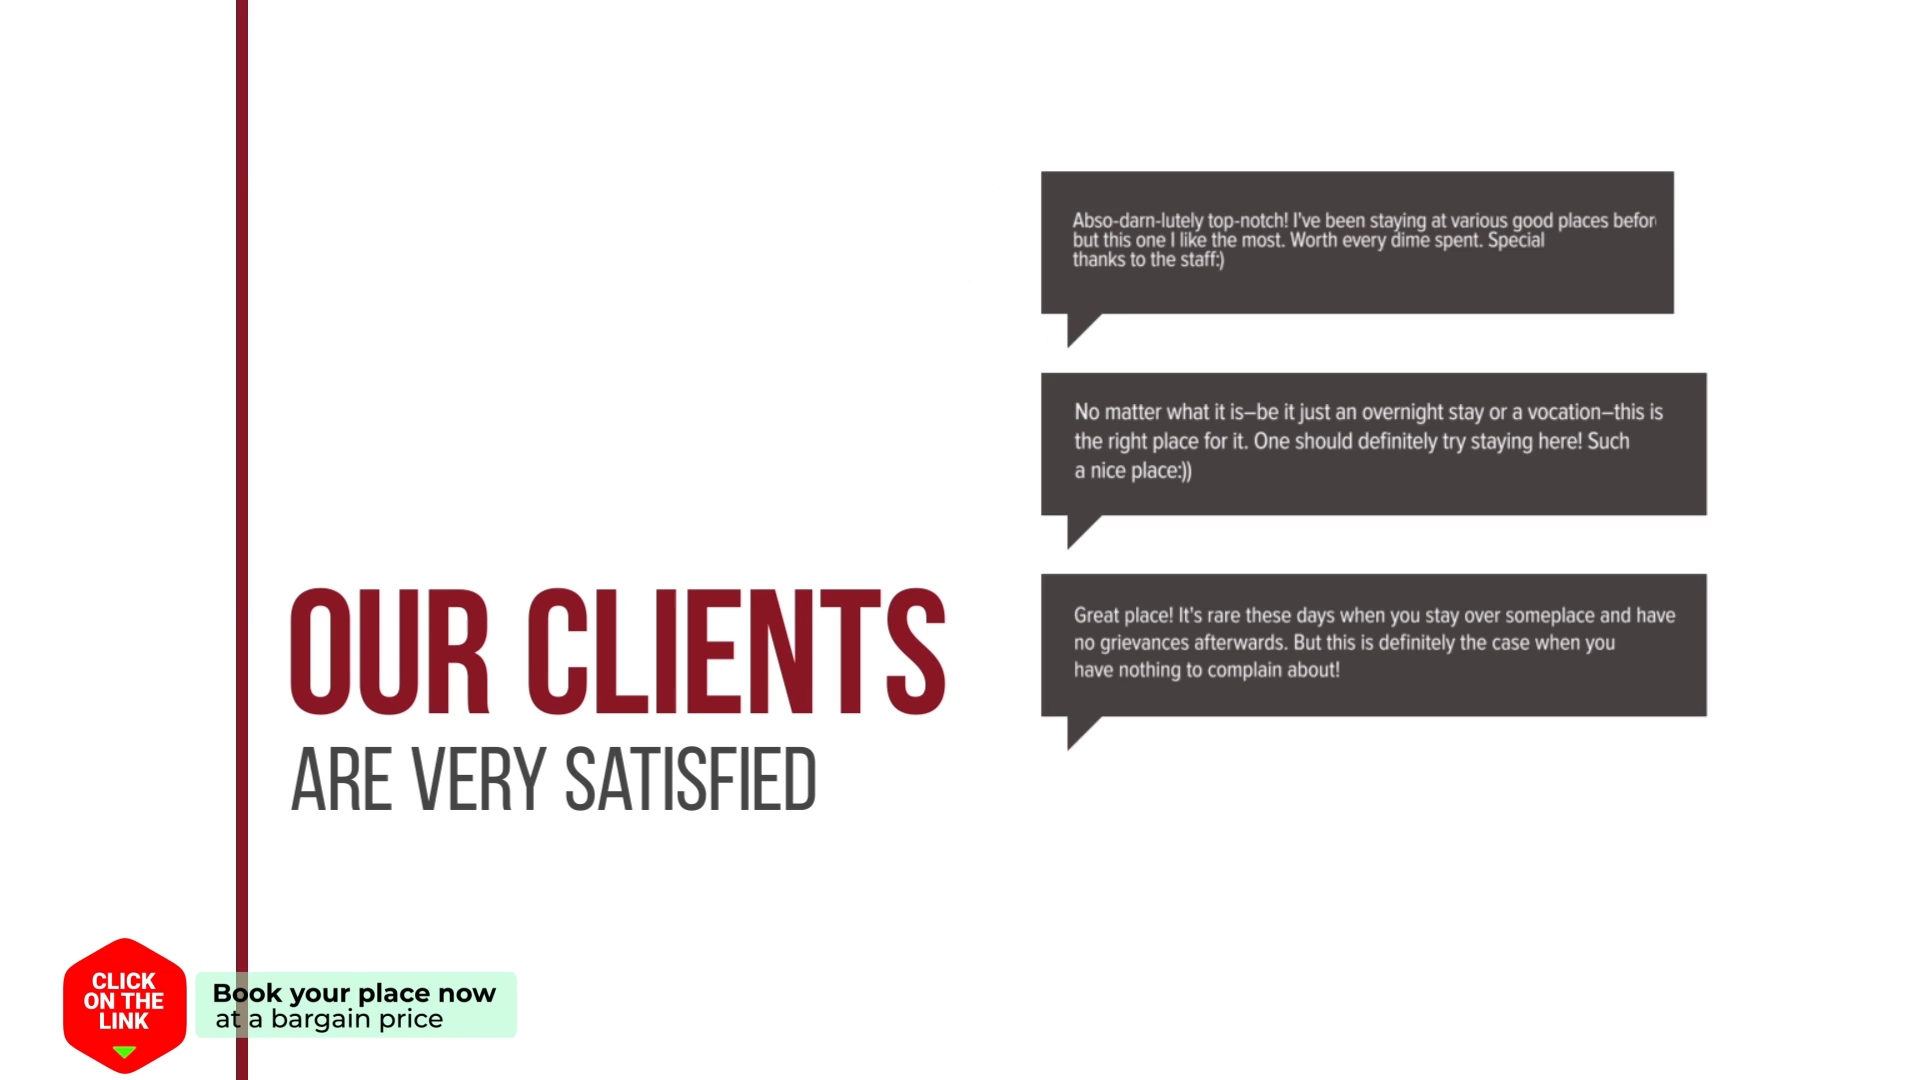 Abso-darn-lutely top-notch! I've been staying at various good places befor
but this one I like the most. Worth every dime spent. Special
thanks to the staff:)
No matter what it is–be it just an overnight stay or a vocation–this is
the right place for it. One should definitely try staying here! Such
a nice place:))
Great place! It's rare these days when you stay over someplace and have
no grievances afterwards. But this is definitely the case when you
have nothing to complain about!
OUR CLIENTS
ARE VERY SATISFIED
CLICK
ON THE
LINK
Book your place now
at a bargain price